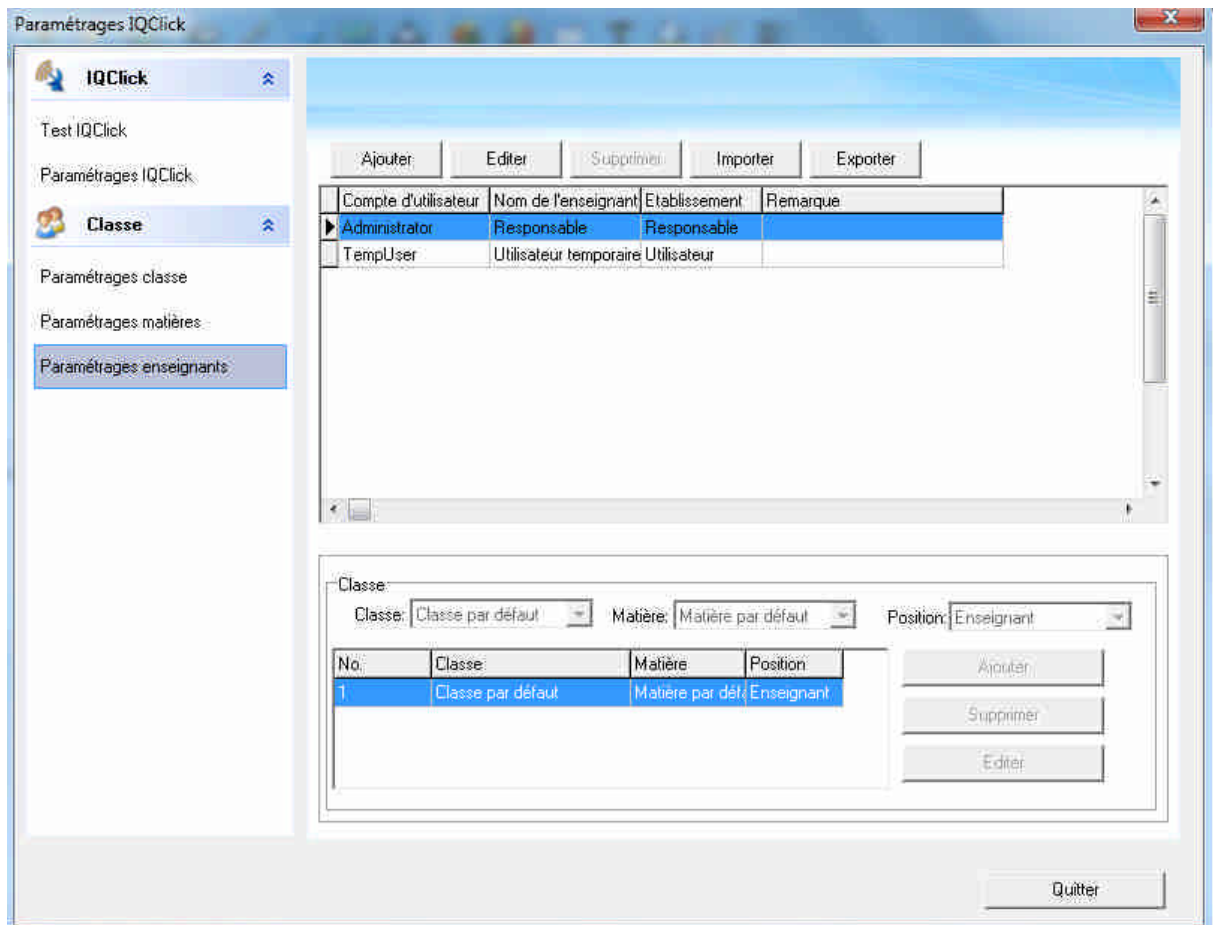 Paramétrages IQClick
IQClick
Test IQClick
Paramétrages IQClick
Classe
Paramétrages classe
Paramétrages matières
Paramétrages enseignants
Ajouter Editer Supprimer Importer Exporter
Compte d'utilisateur Nom de l'enseignant Etablissement Remarque
Administrator Responsable Responsable
TempUser Utilisateur temporaire Utilisateur
Classe
Classe: Classe par défaut Matière: Matière par défaut Position: Enseignant
No. Classe Matière Position
1 Classe par défaut Matière par défa Enseignant
Ajouter
Supprimer
Editer
Quitter